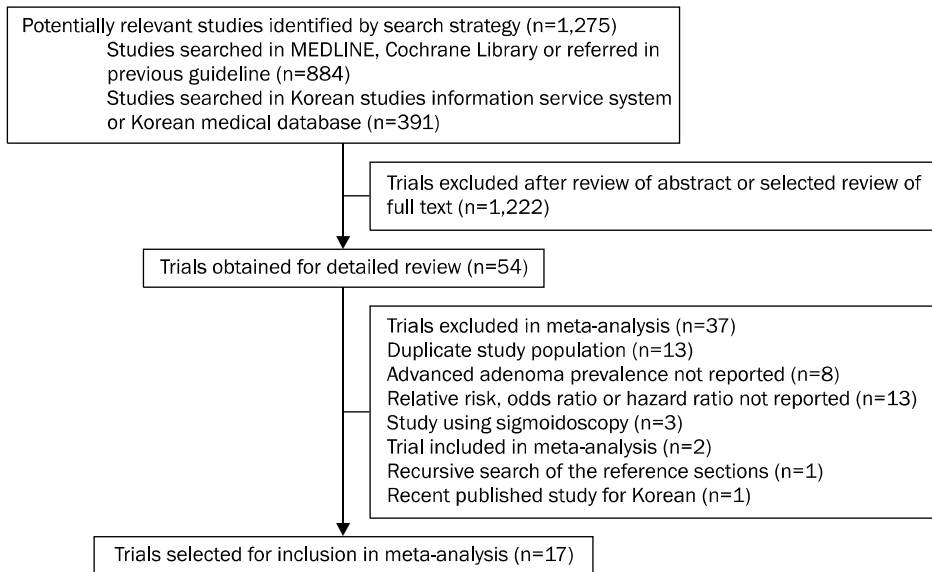 Potentially relevant studies identified by search strategy (n=1,275)
Studies searched in MEDLINE, Cochrane Library or referred in
previous guideline (n=884)
Studies searched in Korean studies information service system
or Korean medical database (n=391)
Trials excluded after review of abstract or selected review of
full text (n=1,222)
Trials obtained for detailed review (n=54)
Trials excluded in meta-analysis (n=37)
Duplicate study population (n=13)
Advanced adenoma prevalence not reported (n=8)
Relative risk, odds ratio or hazard ratio not reported (n=13)
Study using sigmoidoscopy (n=3)
Trial included in meta-analysis (n=2)
Recursive search of the reference sections (n=1)
Recent published study for Korean (n=1)
Trials selected for inclusion in meta-analysis (n=17)